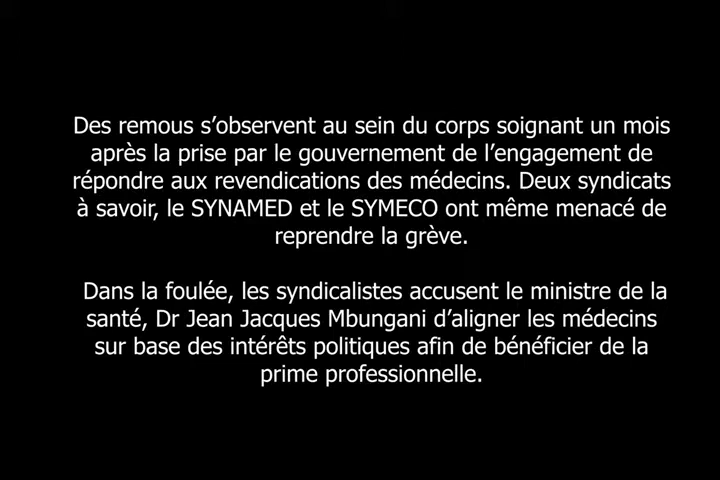 Des remous s’observent au sein du corps soignant un mois
après la prise par le gouvernement de l’engagement de
répondre aux revendications des médecins. Deux syndicats
à savoir, le SYNAMED et le SYMECO ont même menacé de
reprendre la grève.
Dans la foulée, les syndicalistes accusent le ministre de la
santé, Dr Jean Jacques Mbungani d’aligner les médecins
sur base des intérêts politiques afin de bénéficier de la
prime professionnelle.